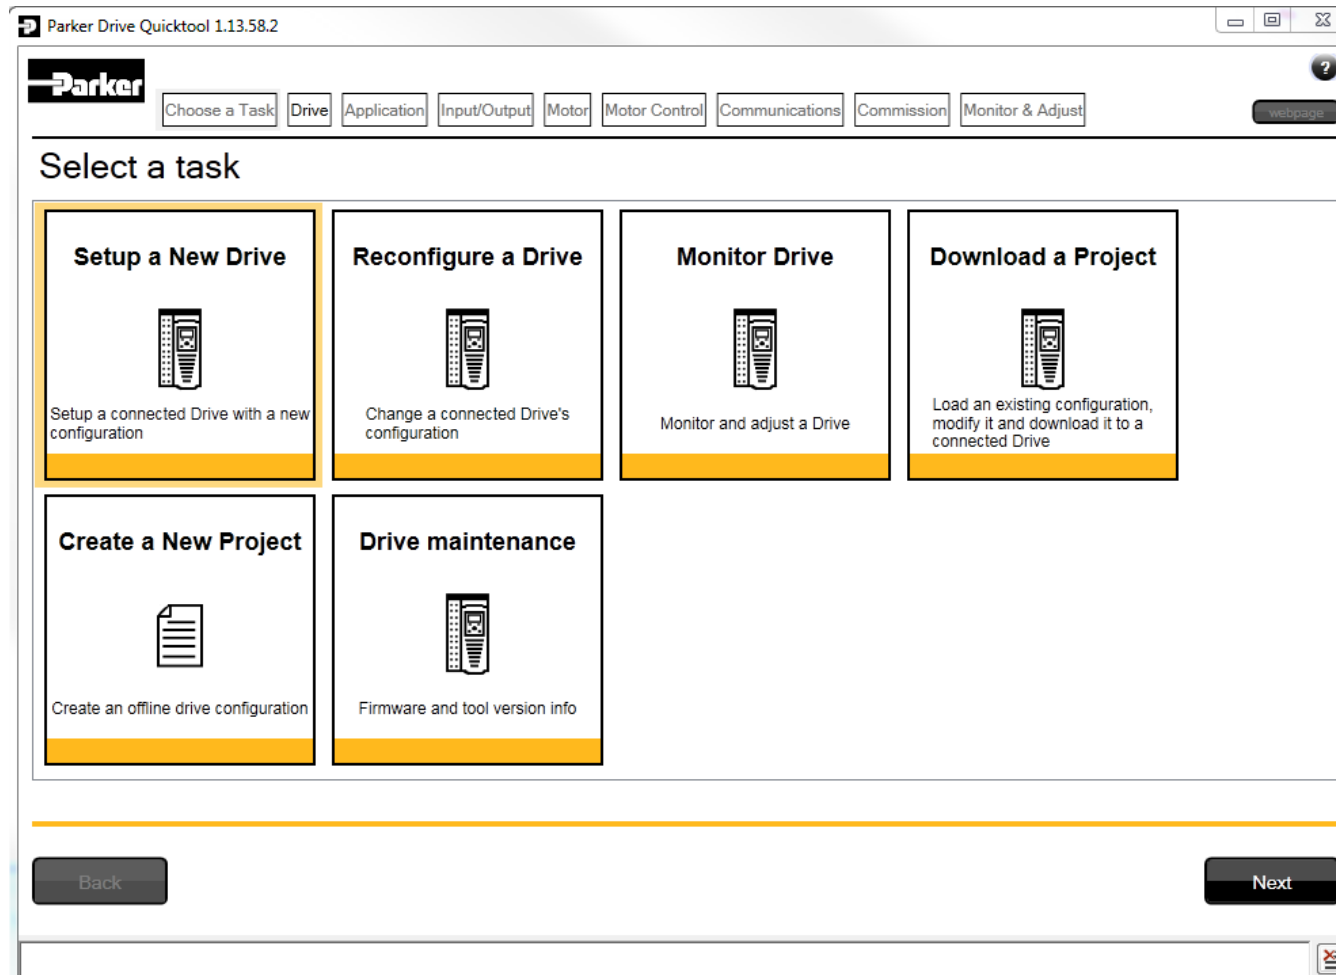 Parker Drive Quicktool 1.13.58.2
Parker
?
Choose a Task Drive Application Input/Output Motor Motor Control Communications Commission Monitor & Adjust webpage
Select a task
Setup a New Drive
Setup a connected Drive with a new
configuration
Reconfigure a Drive
Change a connected Drive's
configuration
Monitor Drive
Monitor and adjust a Drive
Download a Project
Load an existing configuration,
modify it and download it to a
connected Drive
Create a New Project
Create an offline drive configuration
Drive maintenance
Firmware and tool version info
Back
Next